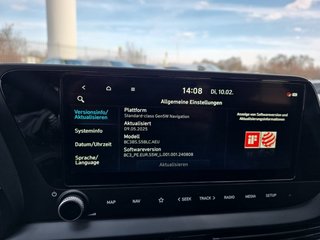 14:08
Di, 10.02.
Allgemeine Einstellungen
Versionsinfo/
Aktualisieren
Systeminfo
Datum/Uhrzeit
Sprache/
Language
Plattform
Standard-class Gen5W Navigation
Aktualisiert
09.05.2025
Modell
BC3BS.S5BLC.AEU
Softwareversion
BC3_PE.EUR.S5W_L.001.001.240808
Aktualisieren
Anzeige von Softwareversion und
Aktualisierungsinformationen
MAP
NAV
SEEK
TRACK
RADIO
MEDIA
SETUP